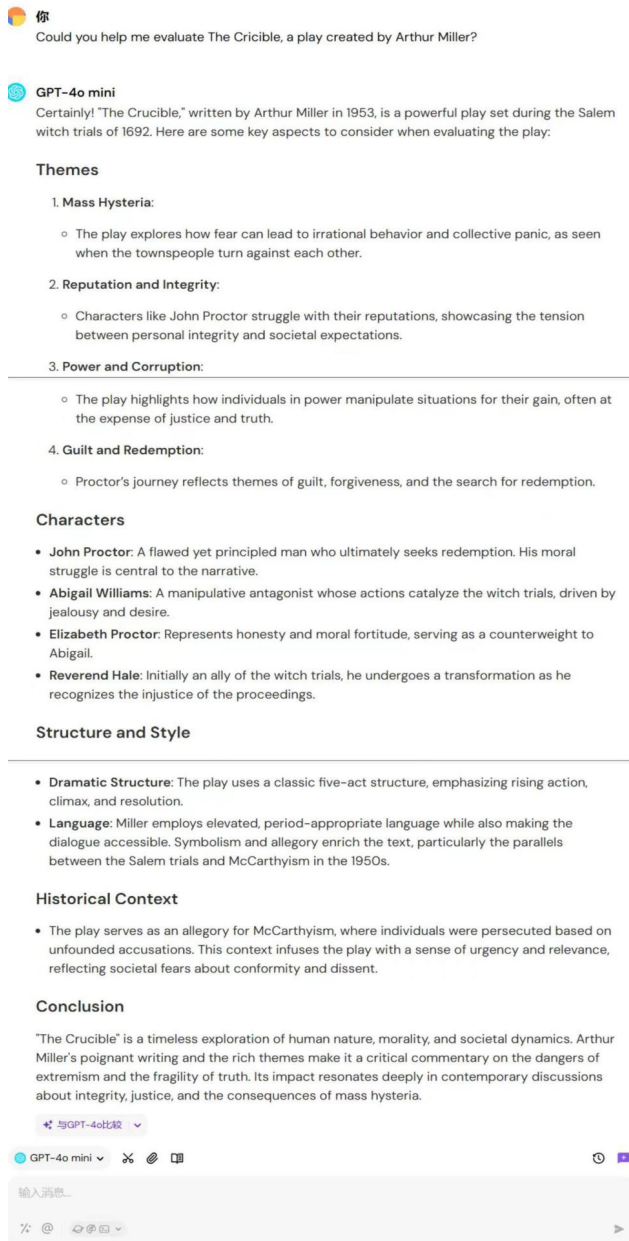 你
Could you help me evaluate The Cricible, a play created by Arthur Miller?
GPT-4o mini
Certainly! "The Crucible," written by Arthur Miller in 1953, is a powerful play set during the Salem
witch trials of 1692. Here are some key aspects to consider when evaluating the play:
Themes
1. Mass Hysteria:
The play explores how fear can lead to irrational behavior and collective panic, as seen
when the townspeople turn against each other.
2. Reputation and Integrity:
Characters like John Proctor struggle with their reputations, showcasing the tension
between personal integrity and societal expectations.
3. Power and Corruption:
The play highlights how individuals in power manipulate situations for their gain, often at
the expense of justice and truth.
4. Guilt and Redemption:
Proctor's journey reflects themes of guilt, forgiveness, and the search for redemption.
Characters
• John Proctor: A flawed yet principled man who ultimately seeks redemption. His moral
struggle is central to the narrative.
• Abigail Williams: A manipulative antagonist whose actions catalyze the witch trials, driven by
jealousy and desire.
• Elizabeth Proctor: Represents honesty and moral fortitude, serving as a counterweight to
Abigail.
• Reverend Hale: Initially an ally of the witch trials, he undergoes a transformation as he
recognizes the injustice of the proceedings.
Structure and Style
• Dramatic Structure: The play uses a classic five-act structure, emphasizing rising action,
climax, and resolution.
• Language: Miller employs elevated, period-appropriate language while also making the
dialogue accessible. Symbolism and allegory enrich the text, particularly the parallels
between the Salem trials and McCarthyism in the 1950s.
Historical Context
• The play serves as an allegory for McCarthyism, where individuals were persecuted based on
unfounded accusations. This context infuses the play with a sense of urgency and relevance,
reflecting societal fears about conformity and dissent.
Conclusion
"The Crucible" is a timeless exploration of human nature, morality, and societal dynamics. Arthur
Miller's poignant writing and the rich themes make it a critical commentary on the dangers of
extremism and the fragility of truth. Its impact resonates deeply in contemporary discussions
about integrity, justice, and the consequences of mass hysteria.
与GPT-4o比较
GPT-4o mini
输入消息...